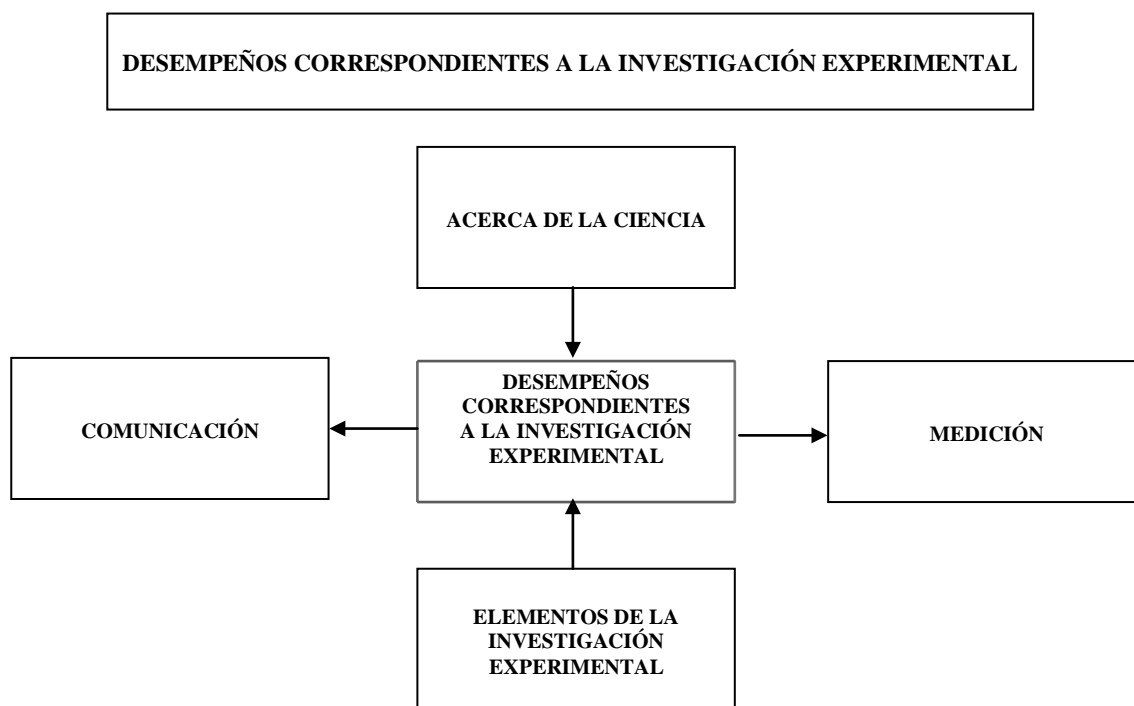 DESEMPEÑOS CORRESPONDIENTES A LA INVESTIGACIÓN EXPERIMENTAL
ACERCA DE LA CIENCIA
COMUNICACIÓN
DESEMPEÑOS
CORRESPONDIENTES
A LA INVESTIGACIÓN
EXPERIMENTAL
MEDICIÓN
ELEMENTOS DE LA
INVESTIGACIÓN
EXPERIMENTAL